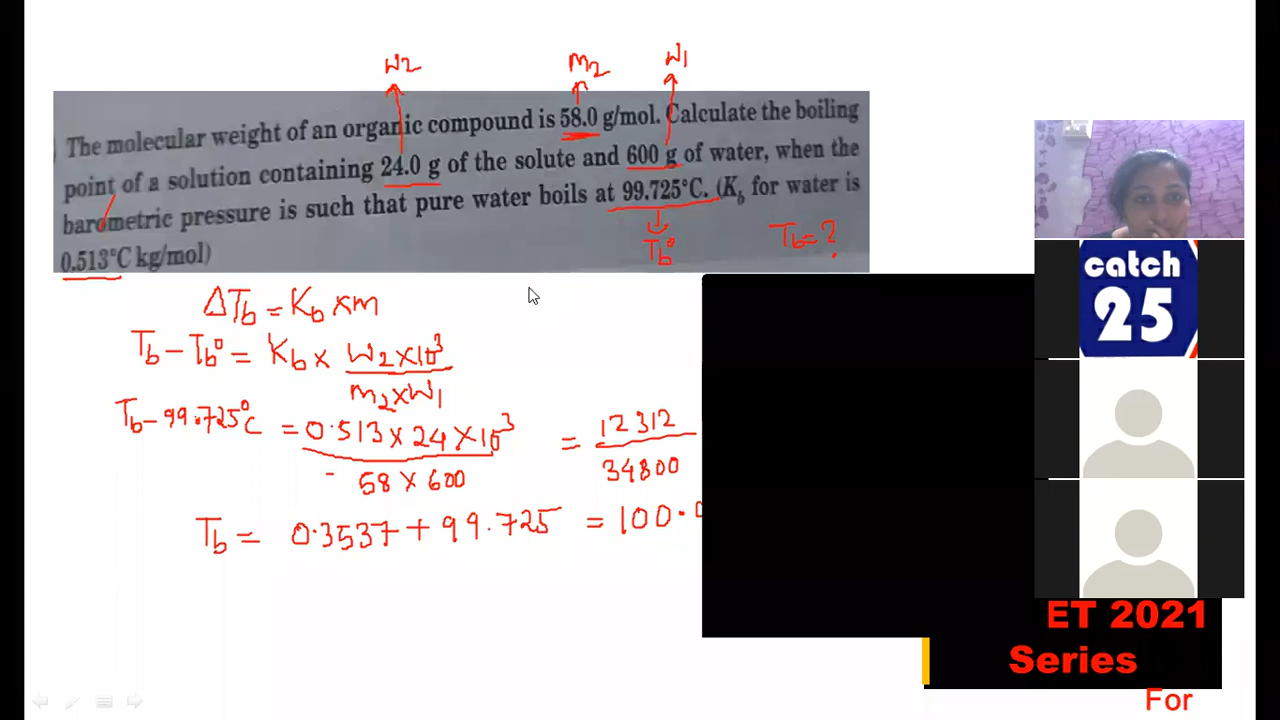 W2
M2
W1
The molecular weight of an organic compound is 58.0 g/mol. Calculate the boiling
point of a solution containing 24.0 g of the solute and 600 g of water, when the
barometric pressure is such that pure water boils at 99.725°C. (Kb for water is
0.513°C kg/mol)
Tb°
Tb = ?
ΔTb = Kb × m
Tb − Tb° = Kb × W2 × 10³
m2 × W1
Tb − 99.725°C = 0.513 × 24 × 10³ = 12312
58 × 600 34800
Tb = 0.3537 + 99.725 = 100.0
catch
25
ET 2021
Series
For